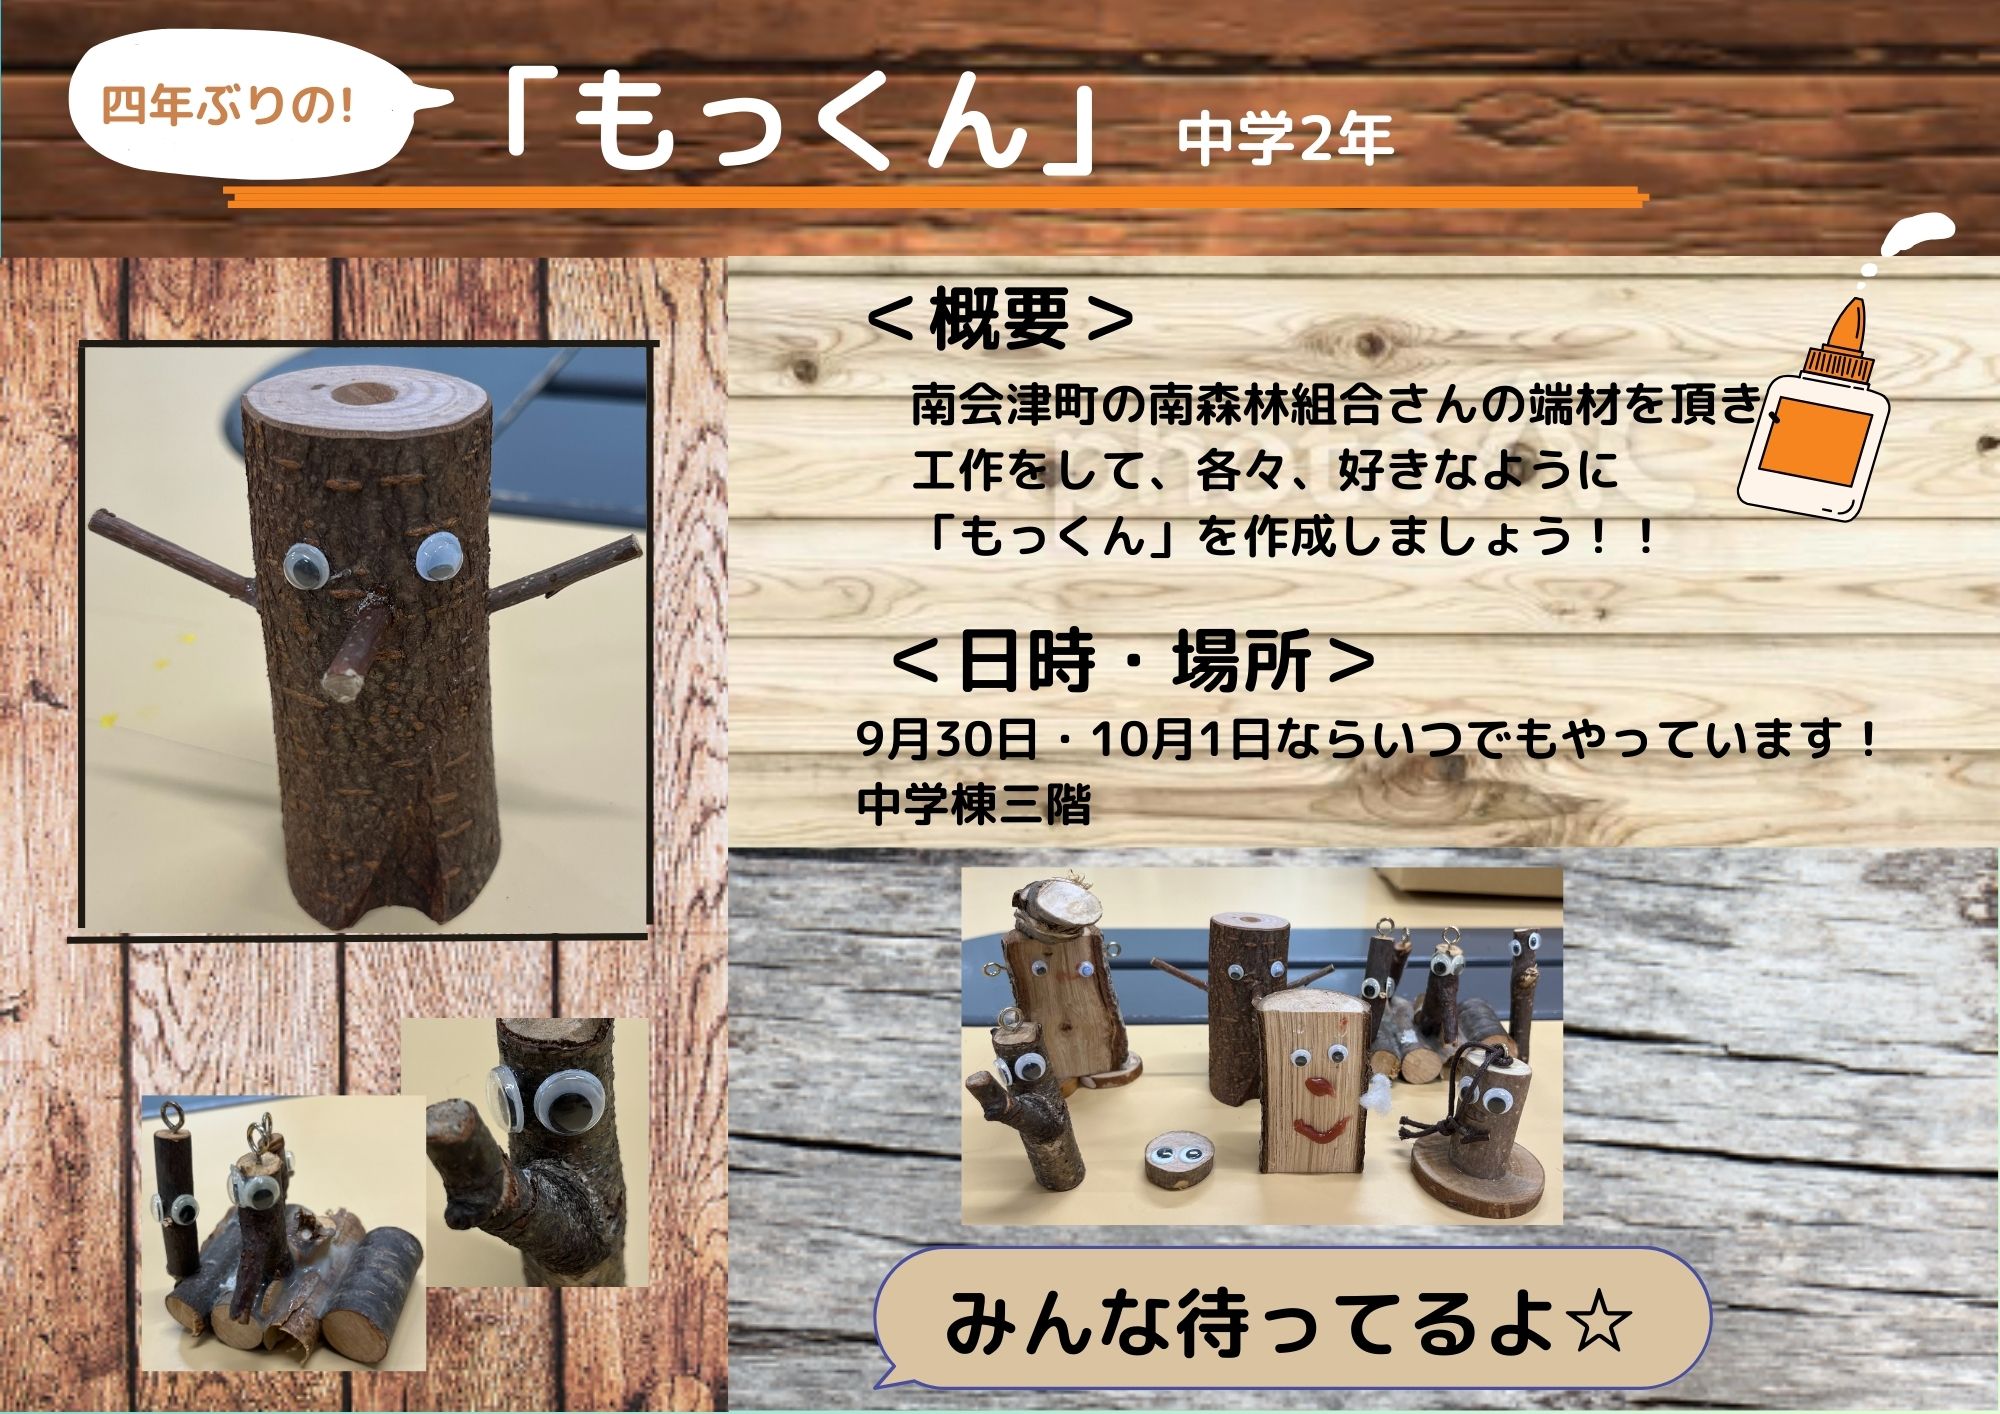 四年ぶりの!
「もっくん」 中学2年
＜概要＞
南会津町の南森林組合さんの端材を頂き、
工作をして、各々、好きなように
「もっくん」を作成しましょう！！
＜日時・場所＞
9月30日・10月1日ならいつでもやっています！
中学棟三階
みんな待ってるよ☆